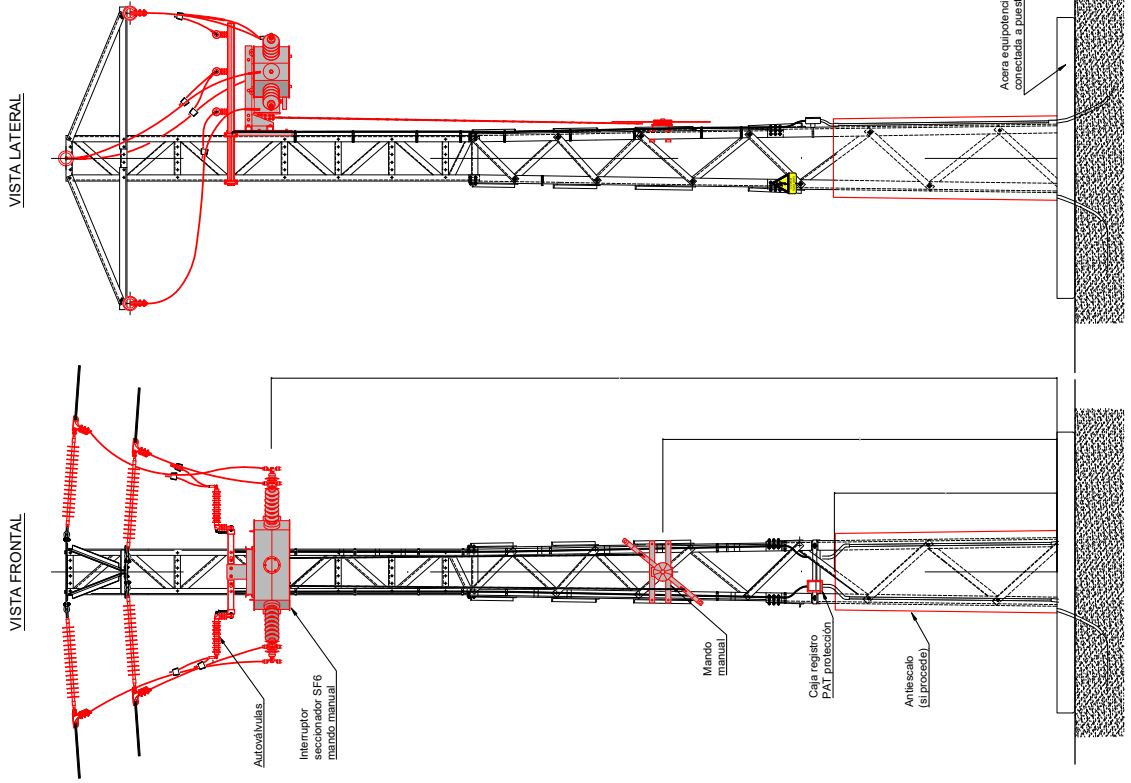 VISTA LATERAL
Acera equipotenci
conectada a puest
VISTA FRONTAL
Autoválvulas
Interruptor
seccionador SF6
mando manual
Mando
manual
Caja registro
PAT protección
Antiescalo
(si procede)